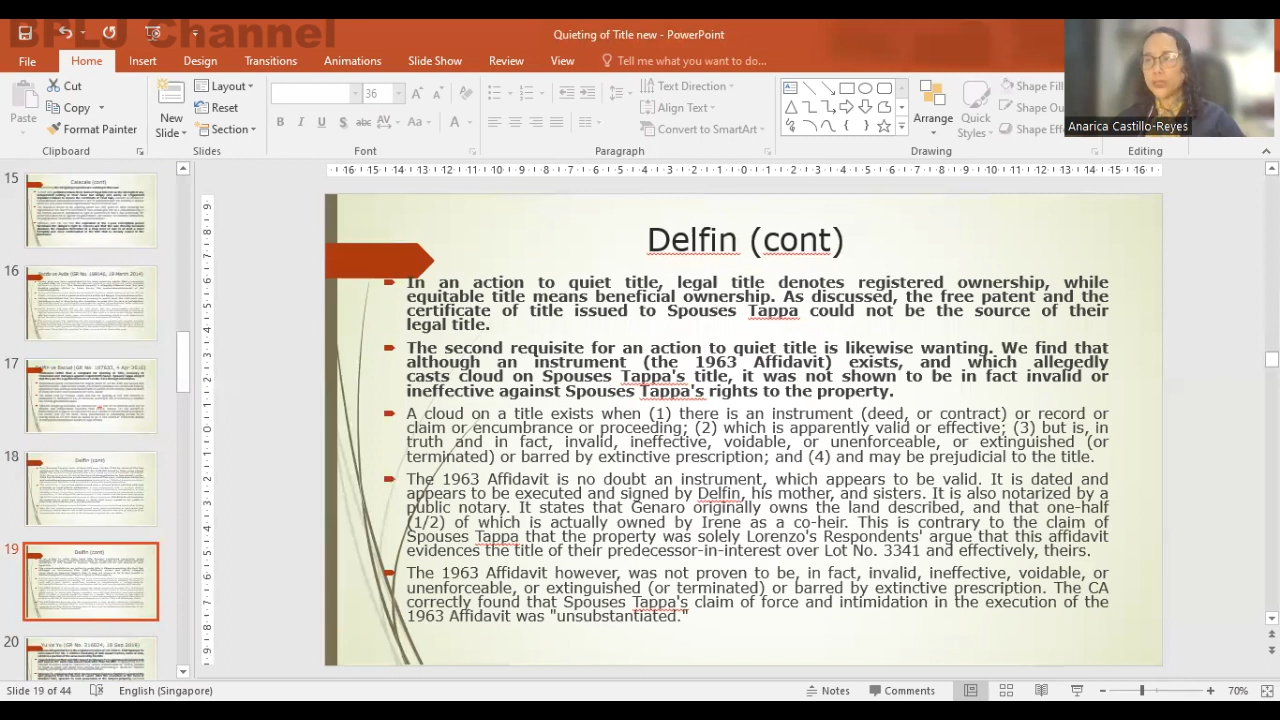 BPLJ Channel
Quieting of Title new - PowerPoint
File Home Insert Design Transitions Animations Slide Show Review View Tell me what you want to do...
Cut
Copy
Format Painter
Paste
Clipboard
New Slide
Layout
Reset
Section
Slides
36
Font
Text Direction
Align Text
Convert to SmartArt
Paragraph
Arrange
Quick Styles
Shape Fill
Shape Ou
Shape Effe
Drawing
Editing
Anarica Castillo-Reyes
15
16
17
18
Delfin (cont)
19
Delfin (cont)
20
Delfin (cont)
In an action to quiet title, legal title denotes registered ownership, while
equitable title means beneficial ownership. As discussed, the free patent and the
certificate of title issued to Spouses Tappa could not be the source of their
legal title.
The second requisite for an action to quiet title is likewise wanting. We find that
although an instrument (the 1963 Affidavit) exists, and which allegedly
casts cloud on Spouses Tappa's title, it was not shown to be in fact invalid or
ineffective against Spouses Tappa's rights to the property.
A cloud on a title exists when (1) there is an instrument (deed, or contract) or record or
claim or encumbrance or proceeding; (2) which is apparently valid or effective; (3) but is, in
truth and in fact, invalid, ineffective, voidable, or unenforceable, or extinguished (or
terminated) or barred by extinctive prescription; and (4) and may be prejudicial to the title.
The 1963 Affidavit is no doubt an instrument, which appears to be valid. It is dated and
appears to be executed and signed by Delfin, his mother, and sisters. It is also notarized by a
public notary. It states that Genaro originally owns the land described, and that one-half
(1/2) of which is actually owned by Irene as a co-heir. This is contrary to the claim of
Spouses Tappa that the property was solely Lorenzo's. Respondents' argue that this affidavit
evidences the title of their predecessor-in-interest over Lot No. 3341 and effectively, theirs.
The 1963 Affidavit however, was not proven to be, in fact, invalid, ineffective, voidable, or
unenforceable, or extinguished (or terminated) or barred by extinctive prescription. The CA
correctly found that Spouses Tappa's claim of force and intimidation in the execution of the
1963 Affidavit was "unsubstantiated."
Slide 19 of 44 English (Singapore) Notes Comments 70%